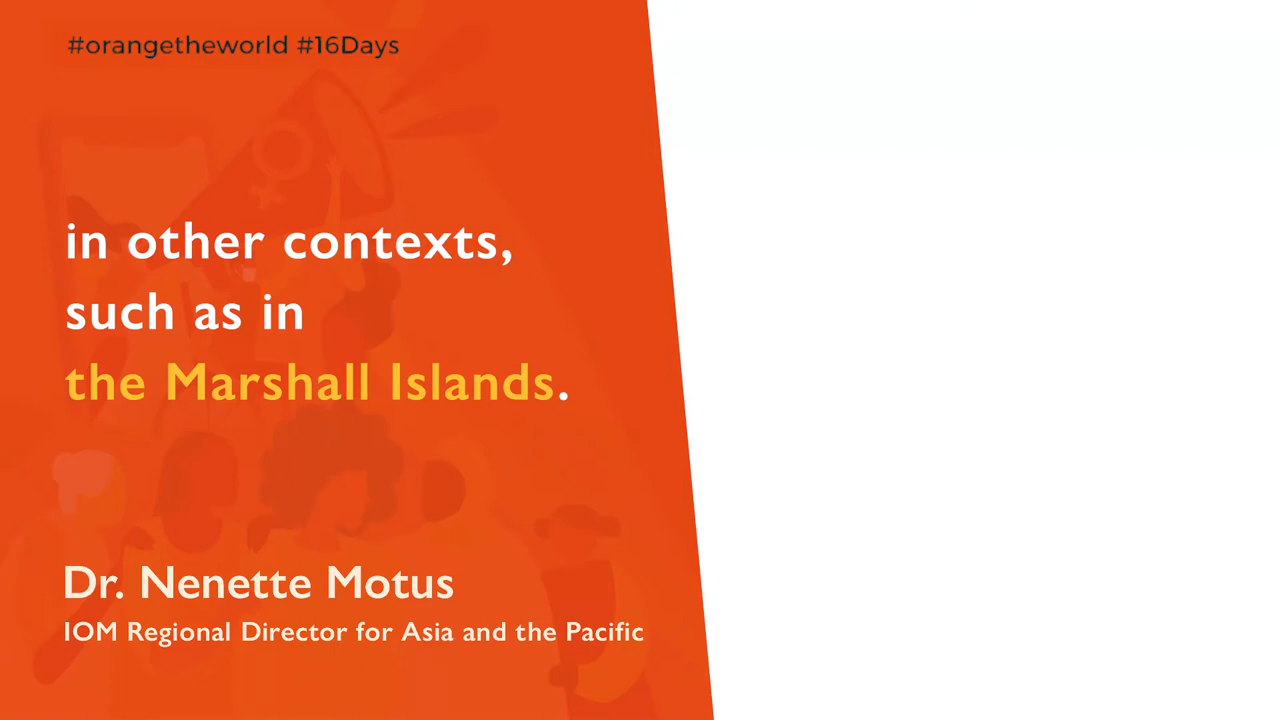 #orangetheworld #16Days
in other contexts,
such as in
the Marshall Islands.
Dr. Nenette Motus
IOM Regional Director for Asia and the Pacific